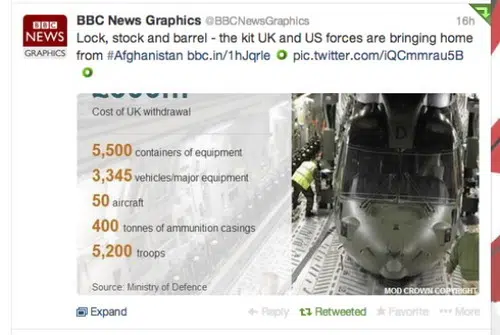 BBC
NEWS
GRAPHICS
BBC News Graphics @BBCNewsGraphics 16h
Lock, stock and barrel - the kit UK and US forces are bringing home
from #Afghanistan bbc.in/1hJqrle pic.twitter.com/iQCmmrau5B
Cost of UK withdrawal
5,500 containers of equipment
3,345 vehicles/major equipment
50 aircraft
400 tonnes of ammunition casings
5,200 troops
Source: Ministry of Defence
MOD CROWN COPYRIGHT
Expand Reply Retweeted Favorite More